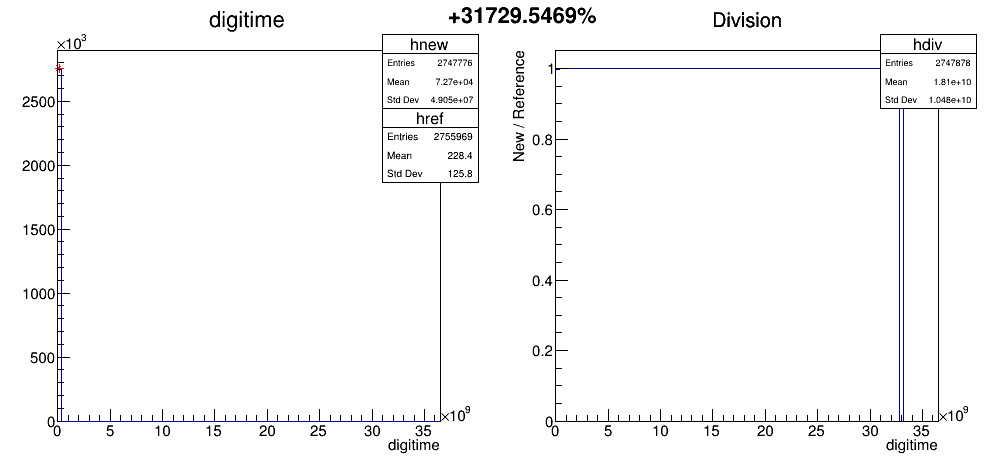 +31729.5469%
digitime
×10³
hnew
Entries 2747776
Mean 7.27e+04
Std Dev 4.905e+07
href
Entries 2755969
Mean 228.4
Std Dev 125.8
2500
2000
1500
1000
500
0
0 5 10 15 20 25 30 35
×10⁹
digitime
Division
hdiv
Entries 2747878
Mean 1.81e+10
Std Dev 1.048e+10
New / Reference
1
0.8
0.6
0.4
0.2
0
0 5 10 15 20 25 30 35
×10⁹
digitime